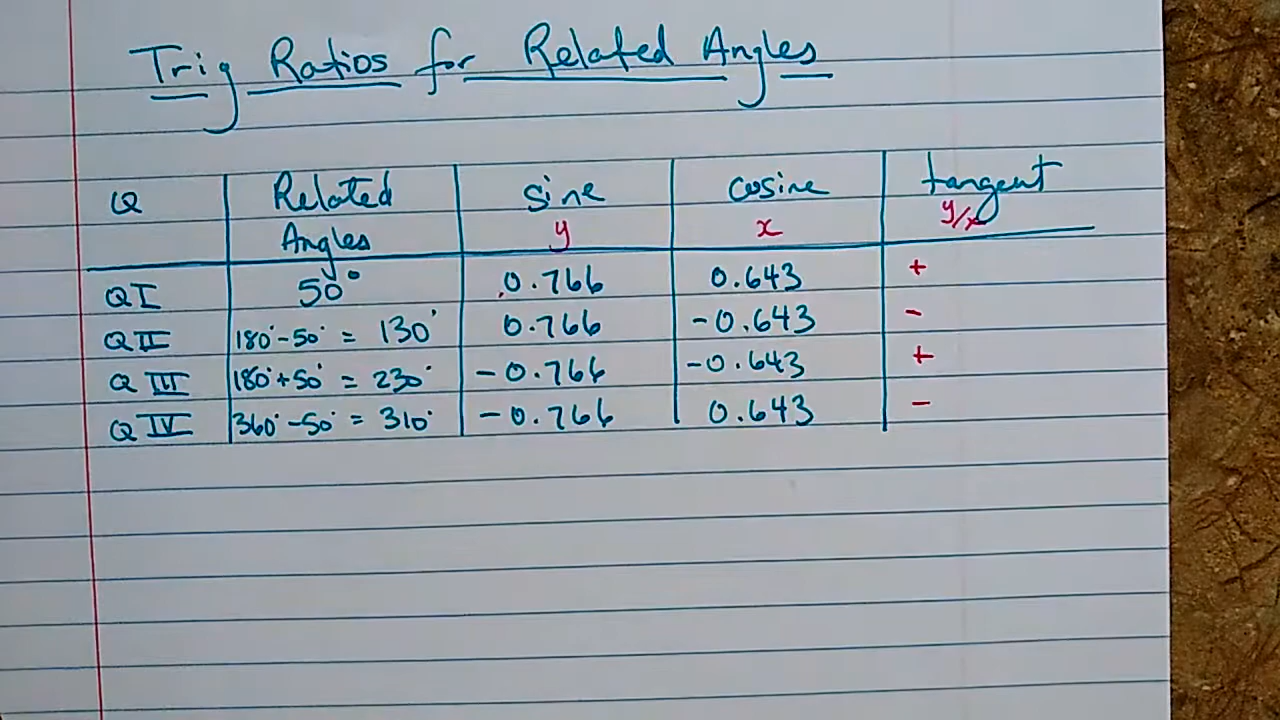 Trig Ratios for Related Angles
Q Related Angles sine y cosine x tangent y/x
QI 50° 0.766 0.643 +
QII 180°-50° = 130° 0.766 -0.643 -
QIII 180°+50° = 230° -0.766 -0.643 +
QIV 360°-50° = 310° -0.766 0.643 -